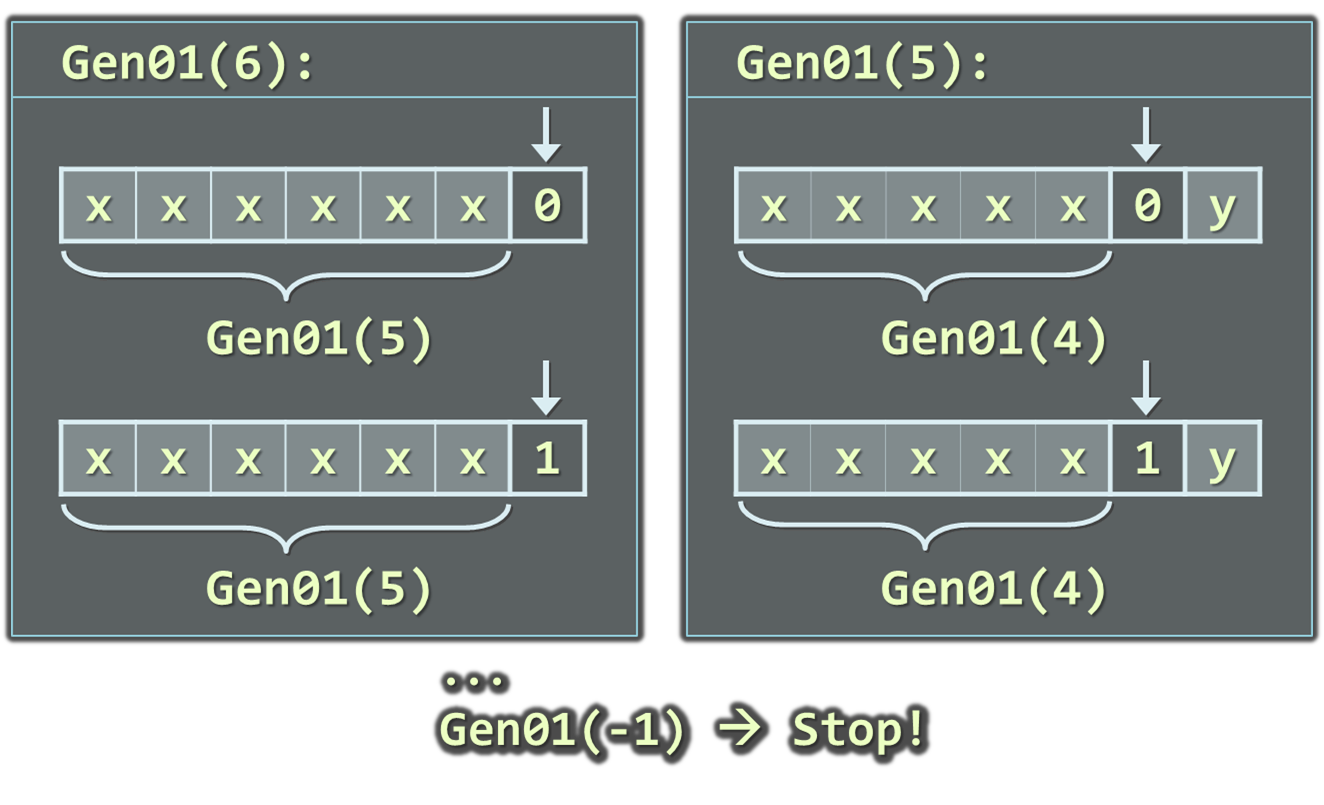 Gen01(6):
x x x x x x 0
Gen01(5)
x x x x x x 1
Gen01(5)
Gen01(5):
x x x x x 0 y
Gen01(4)
x x x x x 1 y
Gen01(4)
...
Gen01(-1) → Stop!